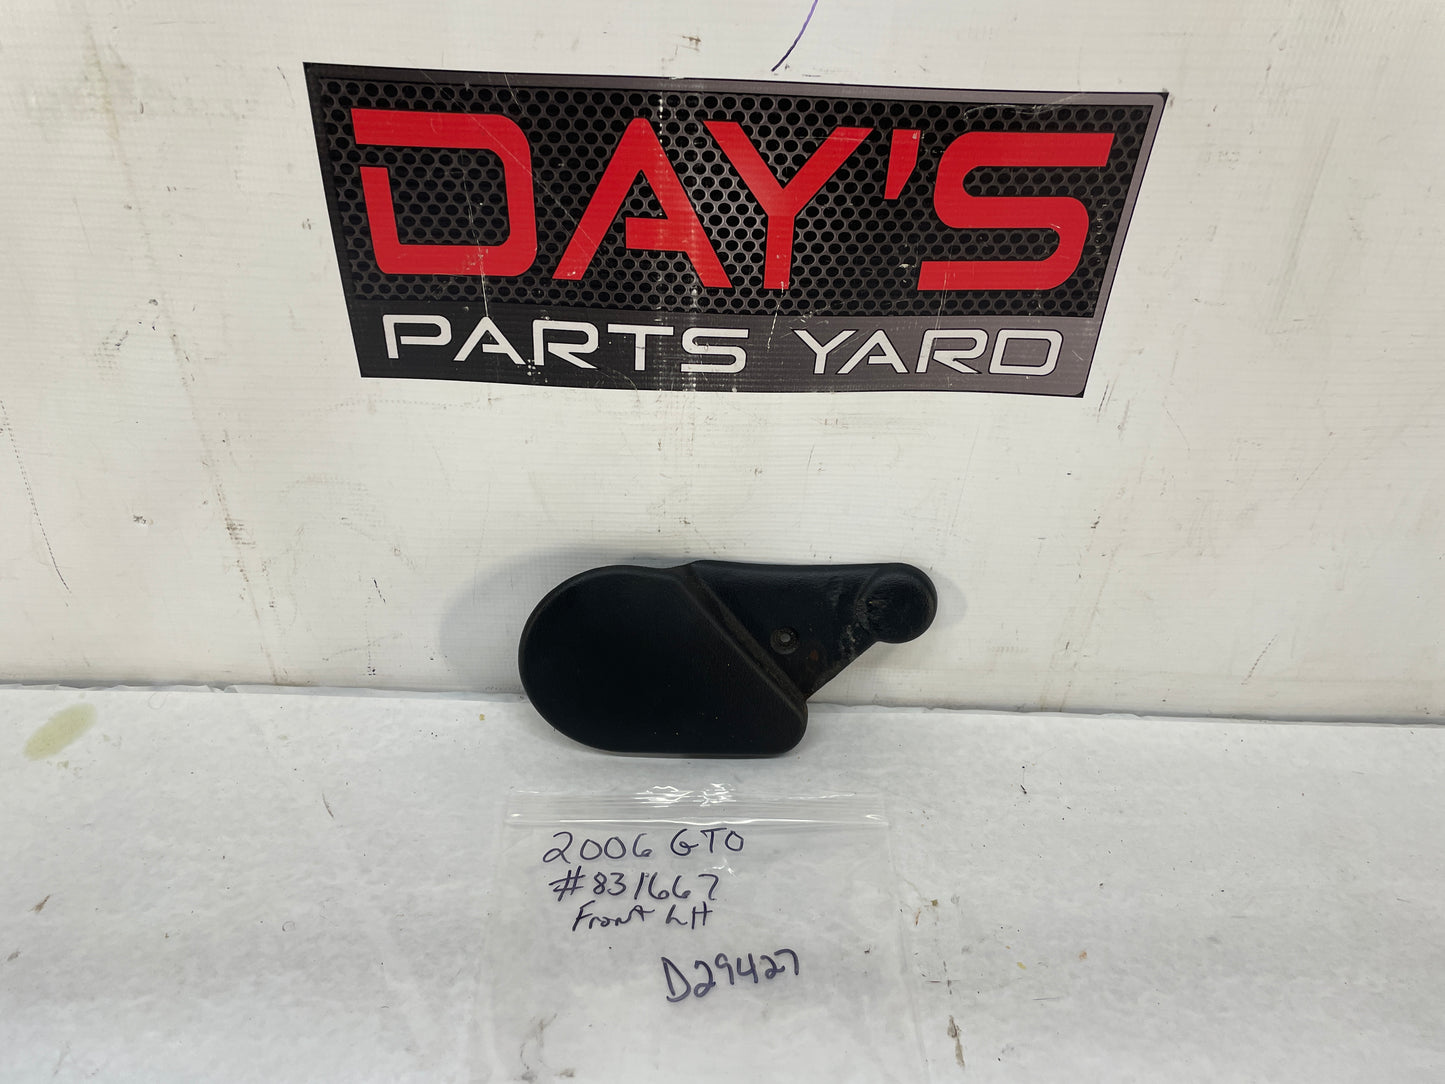 DAY'S
PARTS YARD
2006 GTO
#831667
Front LH
D29427